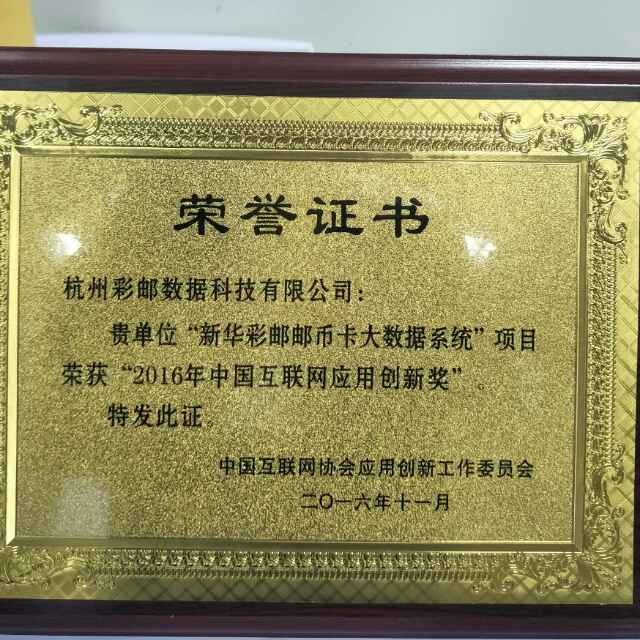 荣誉证书
杭州彩邮数据科技有限公司：
贵单位“新华彩邮邮币卡大数据系统”项目
荣获“2016年中国互联网应用创新奖”。
特发此证。
中国互联网协会应用创新工作委员会
二〇一六年十一月